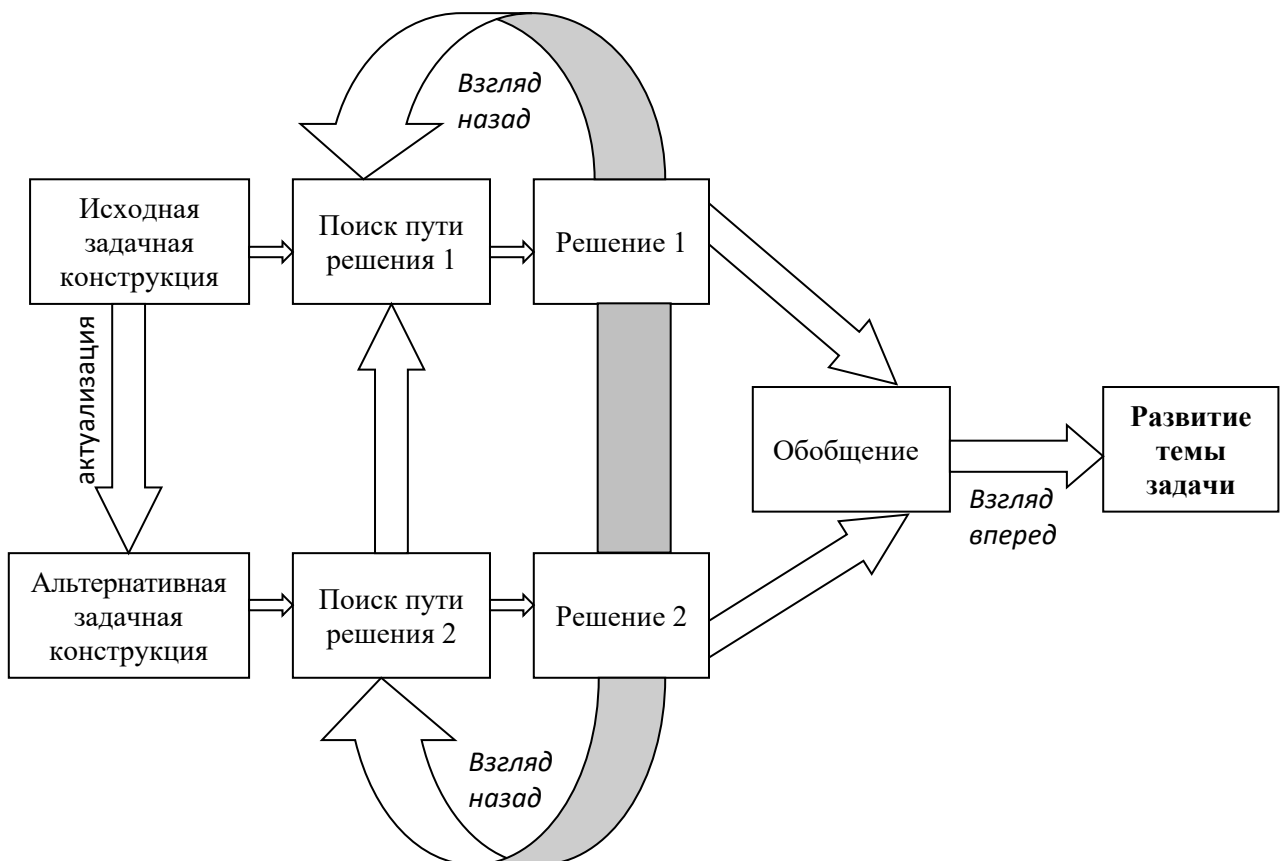 Взгляд
назад
Исходная
задачная
конструкция
Поиск пути
решения 1
Решение 1
актуализация
Обобщение
Развитие
темы
задачи
Взгляд
вперед
Альтернативная
задачная
конструкция
Поиск пути
решения 2
Решение 2
Взгляд
назад